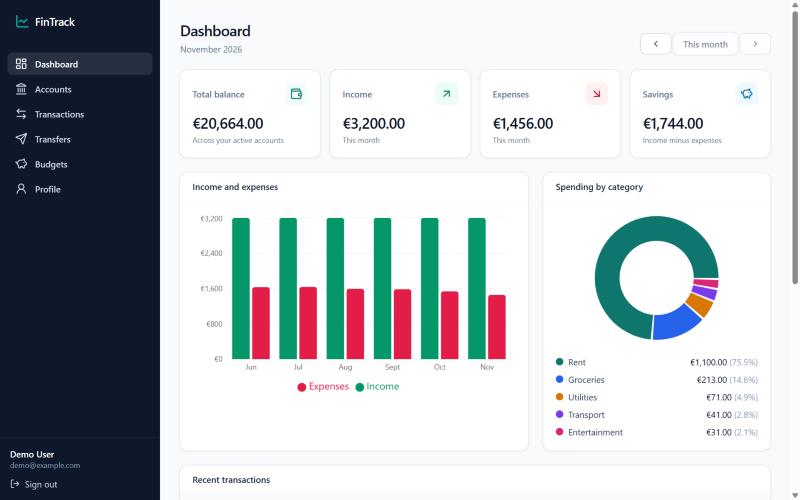 FinTrack
Dashboard
Accounts
Transactions
Transfers
Budgets
Profile
Demo User
demo@example.com
Sign out
Dashboard
November 2026
This month
Total balance
€20,664.00
Across your active accounts
Income
€3,200.00
This month
Expenses
€1,456.00
This month
Savings
€1,744.00
Income minus expenses
Income and expenses
€3,200
€2,400
€1,600
€800
€0
Jun Jul Aug Sept Oct Nov
Expenses Income
Spending by category
Rent €1,100.00 (75.5%)
Groceries €213.00 (14.6%)
Utilities €71.00 (4.9%)
Transport €41.00 (2.8%)
Entertainment €31.00 (2.1%)
Recent transactions